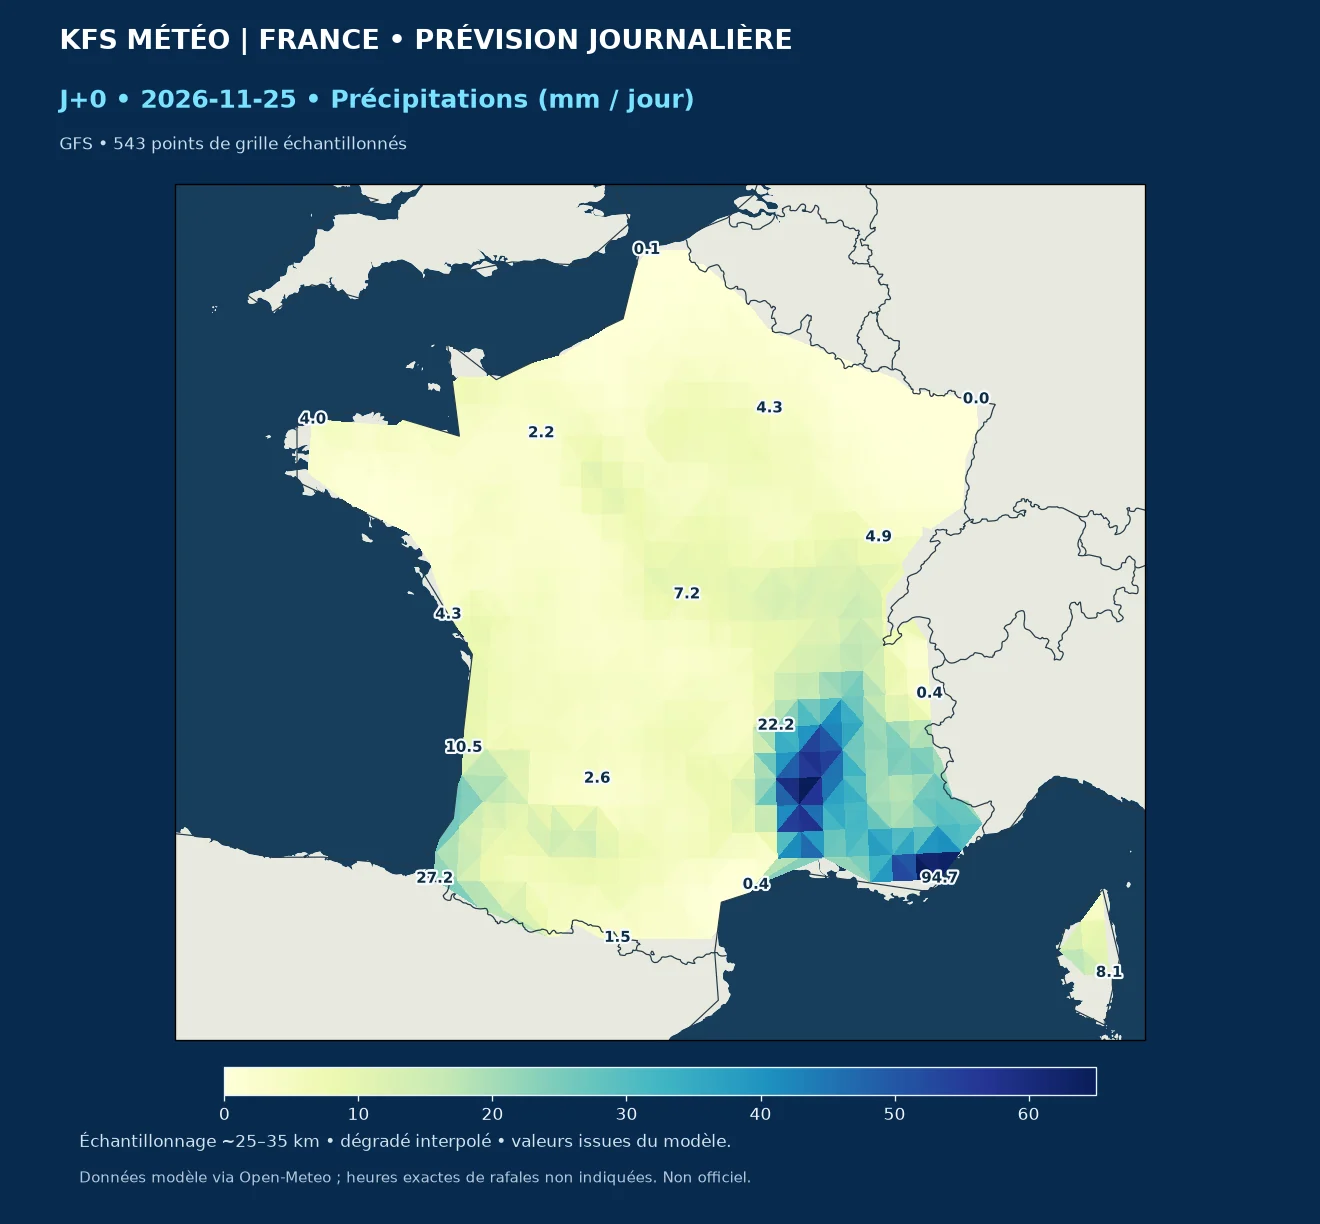 KFS MÉTÉO | FRANCE • PRÉVISION JOURNALIÈRE
J+0 • 2026-11-25 • Précipitations (mm / jour)
GFS • 543 points de grille échantillonnés
0.1
0.0
4.3
4.0
2.2
4.9
7.2
4.3
0.4
22.2
10.5
2.6
27.2
94.7
0.4
1.5
8.1
0 10 20 30 40 50 60
Échantillonnage ~25–35 km • dégradé interpolé • valeurs issues du modèle.
Données modèle via Open-Meteo ; heures exactes de rafales non indiquées. Non officiel.